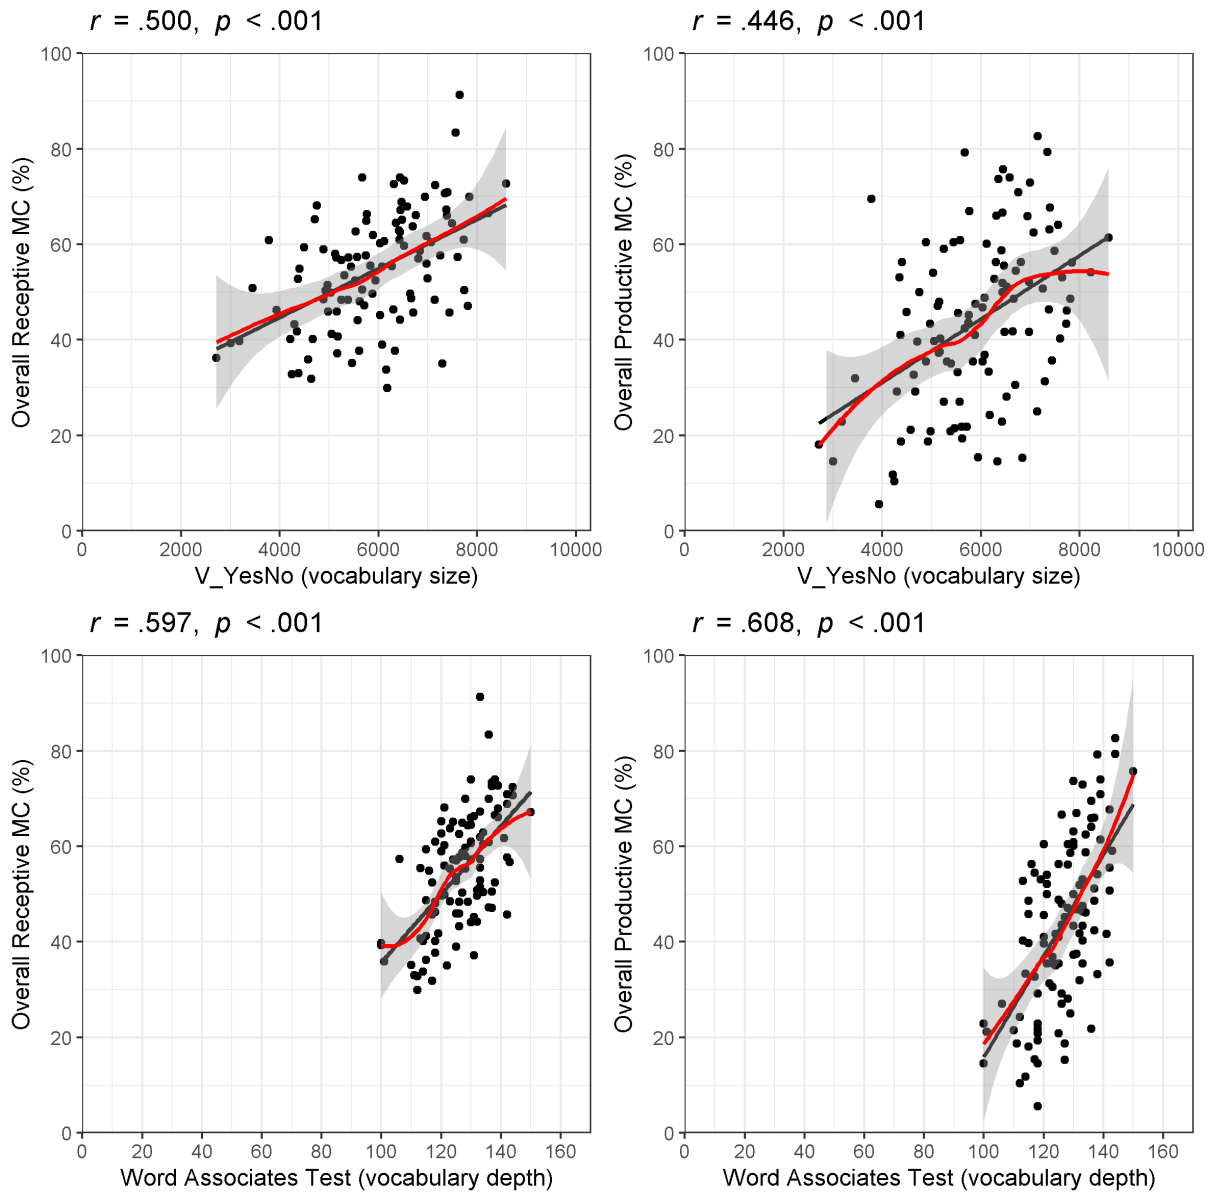 r = .500, p < .001
100
80
60
40
20
0
Overall Receptive MC (%)
0 2000 4000 6000 8000 10000
V_YesNo (vocabulary size)
r = .446, p < .001
100
80
60
40
20
0
Overall Productive MC (%)
0 2000 4000 6000 8000 10000
V_YesNo (vocabulary size)
r = .597, p < .001
100
80
60
40
20
0
Overall Receptive MC (%)
0 20 40 60 80 100 120 140 160
Word Associates Test (vocabulary depth)
r = .608, p < .001
100
80
60
40
20
0
Overall Productive MC (%)
0 20 40 60 80 100 120 140 160
Word Associates Test (vocabulary depth)